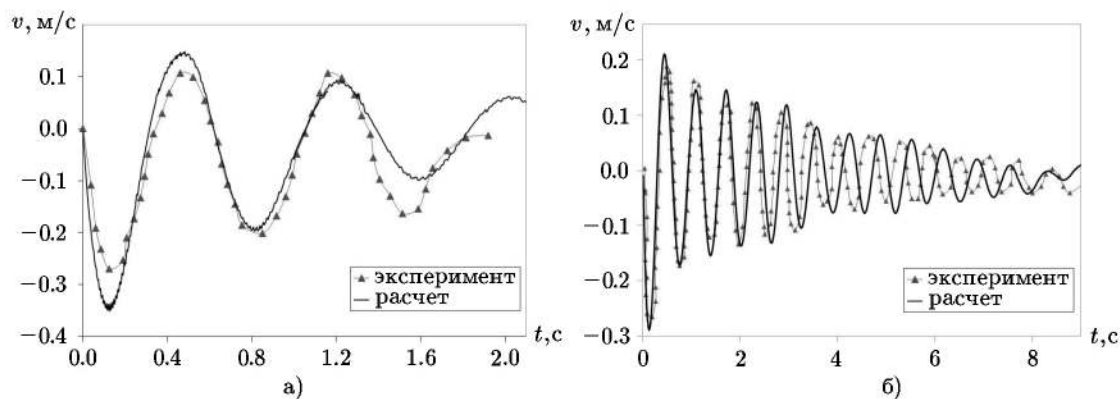 v, м/с
0.1
0.0
−0.1
−0.2
−0.3
−0.4
0.0
0.4
0.8
1.2
1.6
2.0
t,с
эксперимент
расчет
а)
v, м/с
0.2
0.1
0.0
−0.1
−0.2
−0.3
0
2
4
6
8
t,с
эксперимент
расчет
б)